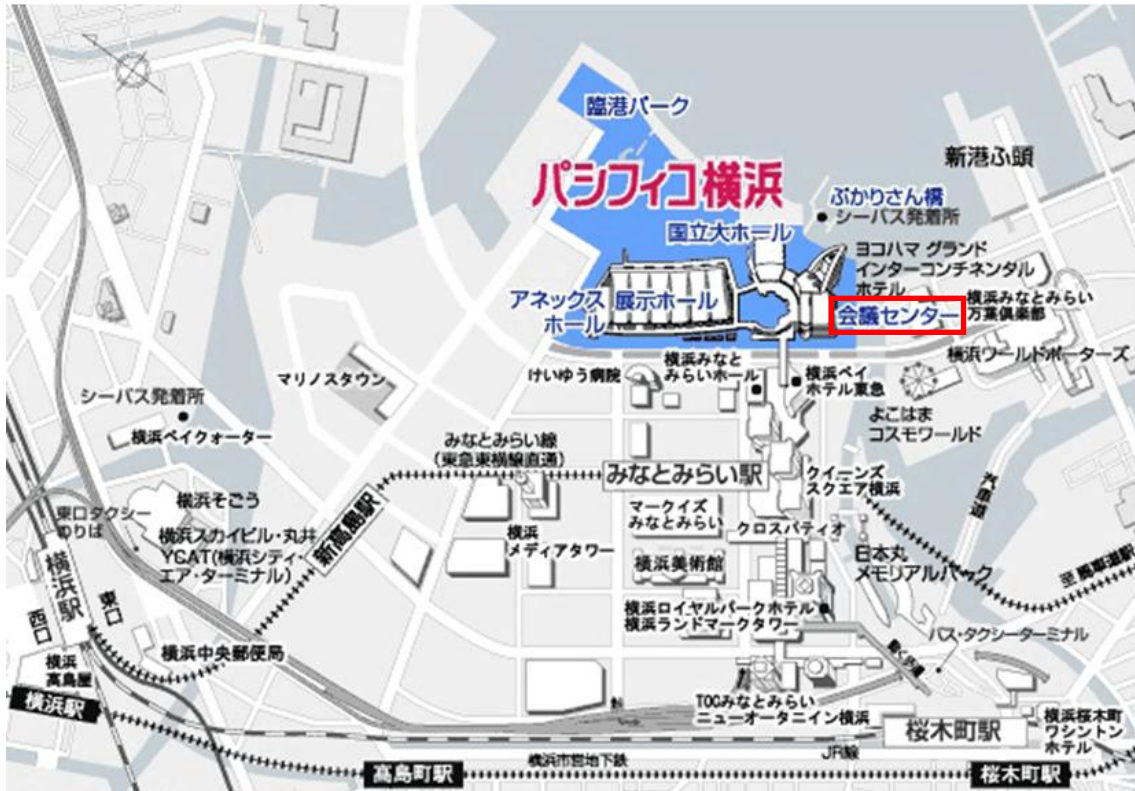 臨港パーク
パシフィコ横浜
新港ふ頭
ぷかりさん橋
シーバス発着所
国立大ホール
ヨコハマ グランド
インターコンチネンタル
ホテル
アネックス
ホール
展示ホール
会議センター
横浜みなとみらい
万葉倶楽部
横浜ワールドポーターズ
横浜みなと
みらいホール
けいゆう病院
横浜ベイ
ホテル東急
マリノスタウン
よこはま
コスモワールド
シーバス発着所
横浜ベイクォーター
みなとみらい線
(東急東横線直通)
みなとみらい駅
クイーンズ
スクエア横浜
汽車道
横浜そごう
新高島駅
マークイズ
みなとみらい
クロスパティオ
東口タクシー
のりば
横浜スカイビル・丸井
YCAT(横浜シティ・
エア・ターミナル)
横浜
メディアタワー
横浜美術館
日本丸
メモリアルパーク
至馬車道駅
横浜駅
東口
西口
横浜ロイヤルパークホテル
横浜ランドマークタワー
バス・タクシーターミナル
動く歩道
横浜中央郵便局
横浜
高島屋
横浜駅
TOCみなとみらい
ニューオータニイン横浜
桜木町駅
横浜桜木町
ワシントン
ホテル
JR線
横浜市営地下鉄
高島町駅
桜木町駅